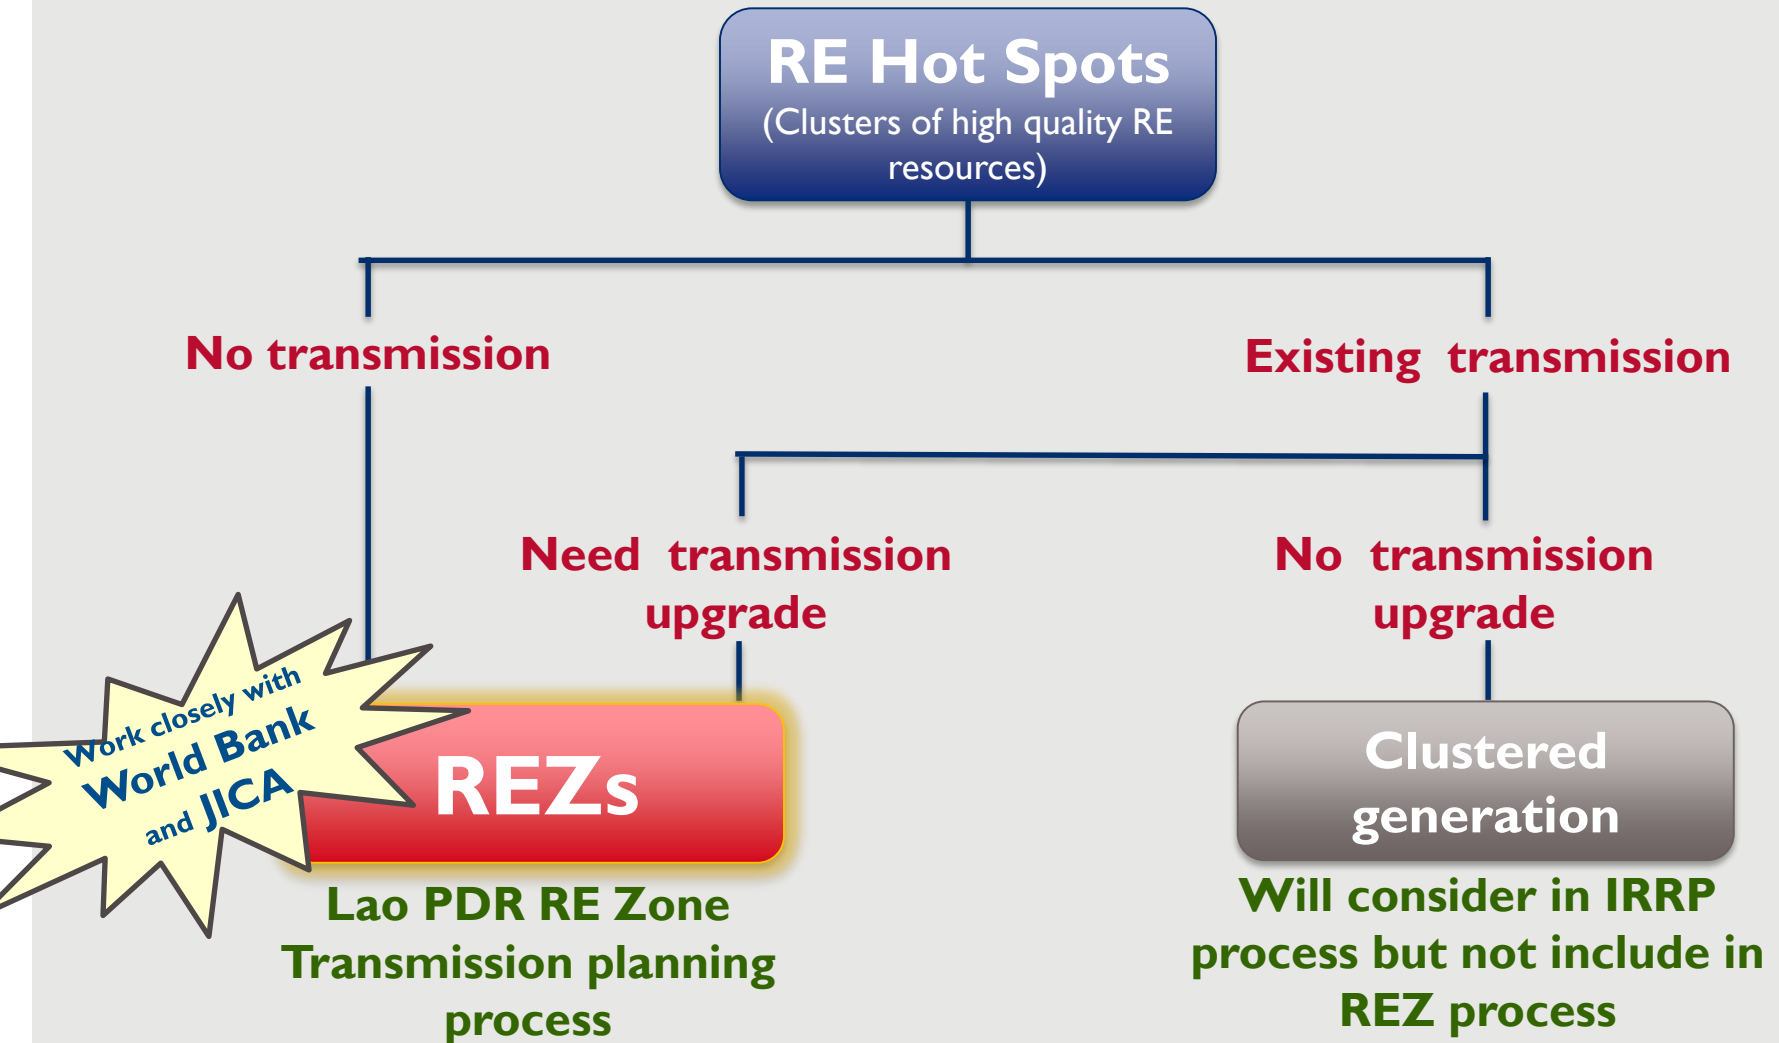 RE Hot Spots
(Clusters of high quality RE
resources)
No transmission
Existing transmission
Need transmission
upgrade
No transmission
upgrade
Work closely with
World Bank
and JICA
REZs
Clustered
generation
Lao PDR RE Zone
Transmission planning
process
Will consider in IRRP
process but not include in
REZ process